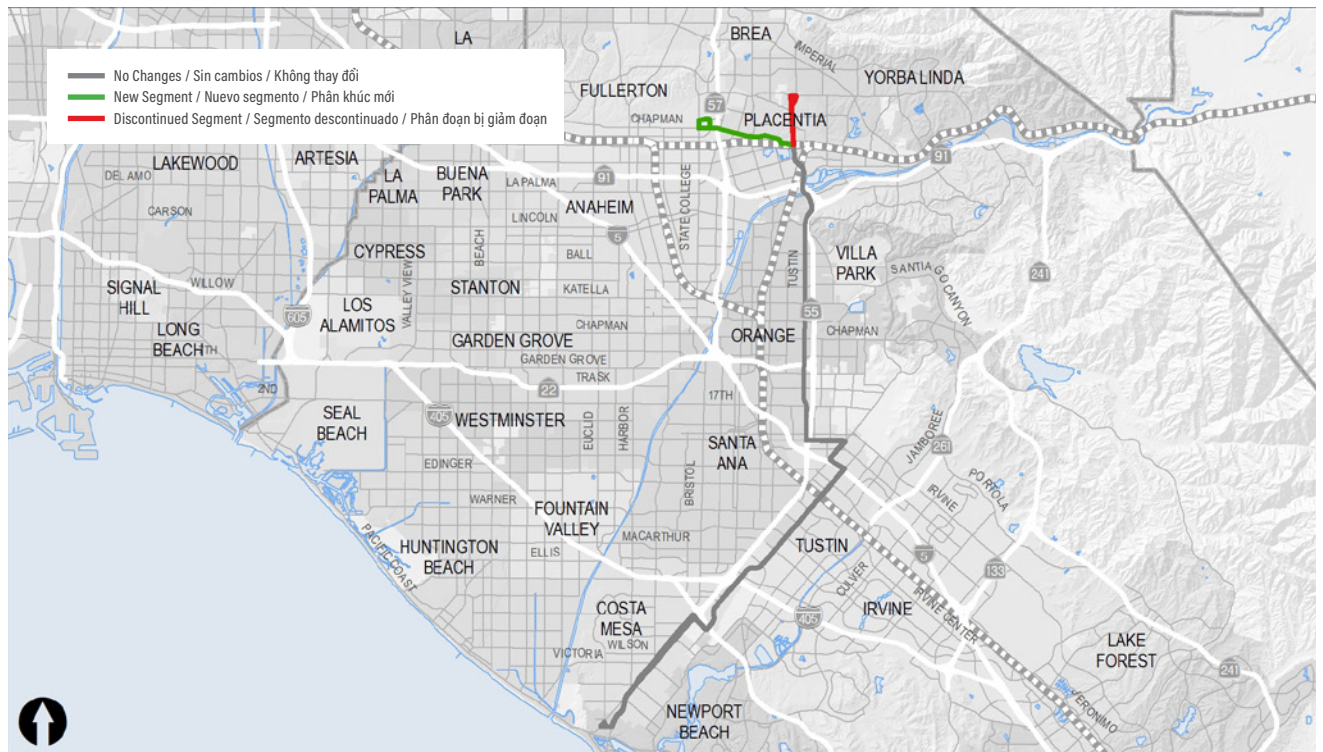 No Changes / Sin cambios / Không thay đổi
New Segment / Nuevo segmento / Phân khúc mới
Discontinued Segment / Segmento descontinuado / Phân đoạn bị giảm đoạn
LA
BREA
IMPERIAL
YORBA LINDA
FULLERTON
57
CHAPMAN
PLACENTIA
91
LAKEWOOD
ARTESIA
DEL AMO
LA
PALMA
BUENA
PARK
LA PALMA
91
CARSON
LINCOLN
ANAHEIM
STATE COLLEGE
5
CYPRESS
BEACH
BALL
TUSTIN
VILLA
PARK
SANTIA
GO CANYON
241
SIGNAL
HILL
WILLOW
VALLEY VIEW
STANTON
KATELLA
605
LOS
ALAMITOS
55
LONG
BEACH
TH
CHAPMAN
ORANGE
CHAPMAN
GARDEN GROVE
GARDEN GROVE
TRASK
22
2ND
17TH
SEAL
BEACH
405
WESTMINSTER
EUCLID
HARBOR
SANTA
ANA
JAMBOREE
261
EDINGER
BRISTOL
PORTOLA
WARNER
IRVINE
FOUNTAIN
VALLEY
PACIFIC COAST
MACARTHUR
TUSTIN
HUNTINGTON
BEACH
ELLIS
5
133
CULVER
COSTA
MESA
WILSON
405
IRVINE
IRVINE CENTER
VICTORIA
LAKE
FOREST
241
NEWPORT
BEACH
JERONIMO